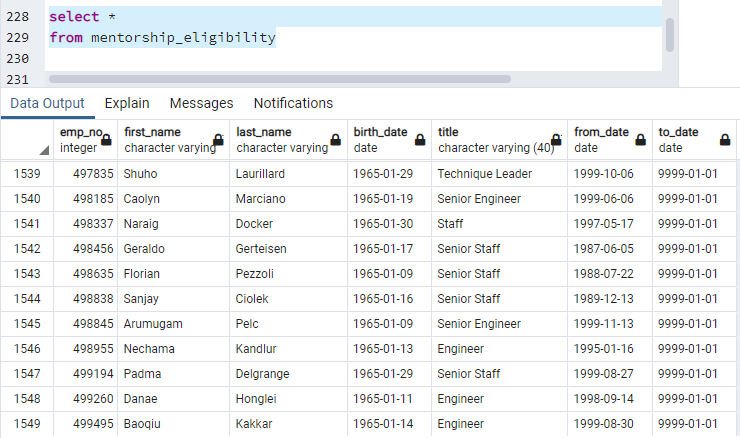 228 select *
229 from mentorship_eligibility
230
231
Data Output Explain Messages Notifications
emp_no first_name last_name birth_date title from_date to_date
integer character varying character varying date character varying (40) date date
1539 497835 Shuho Laurillard 1965-01-29 Technique Leader 1999-10-06 9999-01-01
1540 498185 Caolyn Marciano 1965-01-19 Senior Engineer 1999-06-06 9999-01-01
1541 498337 Naraig Docker 1965-01-30 Staff 1997-05-17 9999-01-01
1542 498456 Geraldo Gerteisen 1965-01-17 Senior Staff 1987-06-05 9999-01-01
1543 498635 Florian Pezzoli 1965-01-09 Senior Staff 1988-07-22 9999-01-01
1544 498838 Sanjay Ciolek 1965-01-16 Senior Staff 1989-12-13 9999-01-01
1545 498845 Arumugam Pelc 1965-01-09 Senior Engineer 1999-11-13 9999-01-01
1546 498955 Nechama Kandlur 1965-01-13 Engineer 1995-01-16 9999-01-01
1547 499194 Padma Delgrange 1965-01-29 Senior Staff 1999-08-27 9999-01-01
1548 499260 Danae Honglei 1965-01-11 Engineer 1998-09-14 9999-01-01
1549 499495 Baoqiu Kakkar 1965-01-14 Engineer 1999-08-30 9999-01-01